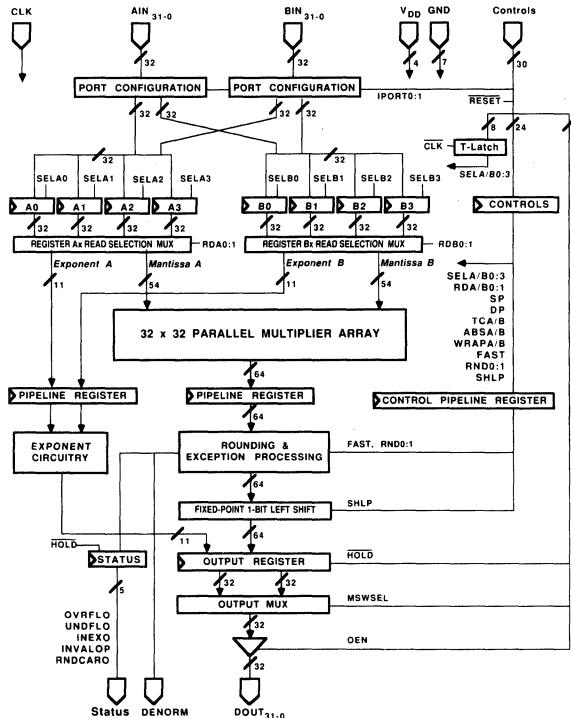 CLK AIN31-0 BIN31-0 VDD GND Controls
32 32 4 7 30
PORT CONFIGURATION PORT CONFIGURATION IPORT0:1
RESET
32 32 32 32
8 24
CLK T-Latch
SELA/B0:3
32 32
SELA0 SELA1 SELA2 SELA3 SELB0 SELB1 SELB2 SELB3
A0 A1 A2 A3 B0 B1 B2 B3 CONTROLS
32 32 32 32 32 32 32 32
REGISTER Ax READ SELECTION MUX RDA0:1 REGISTER Bx READ SELECTION MUX RDB0:1
Exponent A Mantissa A Exponent B Mantissa B
11 54 11 54
SELA/B0:3
RDA/B0:1
SP
DP
TCA/B
ABSA/B
WRAPA/B
FAST
RND0:1
SHLP
32 x 32 PARALLEL MULTIPLIER ARRAY
64
PIPELINE REGISTER PIPELINE REGISTER CONTROL PIPELINE REGISTER
64
EXPONENT CIRCUITRY
ROUNDING &
EXCEPTION PROCESSING
FAST, RND0:1
64
FIXED-POINT 1-BIT LEFT SHIFT SHLP
11 64
HOLD STATUS OUTPUT REGISTER HOLD
5 32 32
OUTPUT MUX MSWSEL
32
OVRFLO
UNDFLO
INEXO
INVALOP
RNDCARO
OEN
32
Status DENORM DOUT31-0